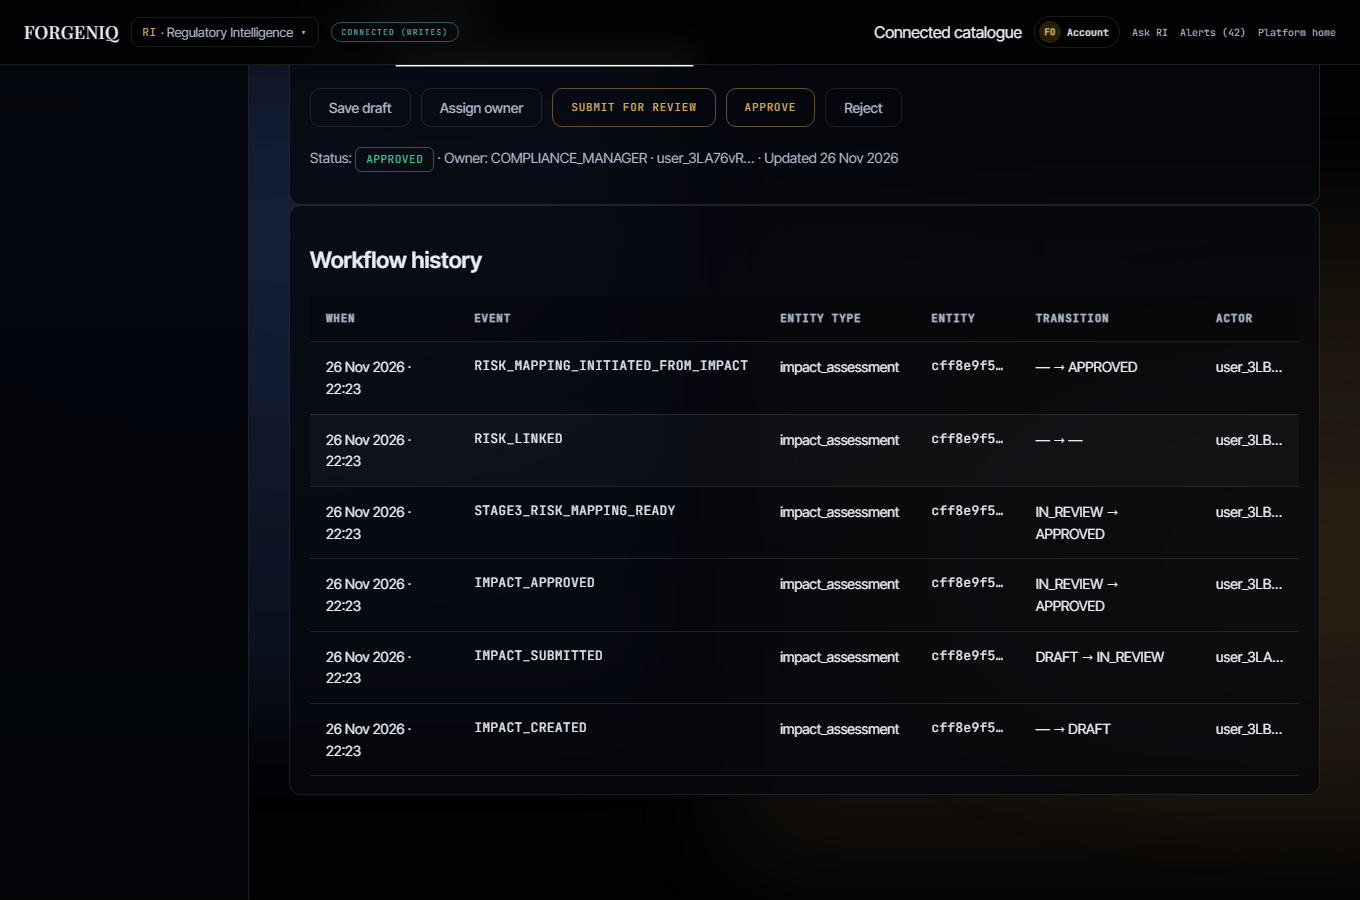 FORGENIQ RI · Regulatory Intelligence ▾ CONNECTED (WRITES) Connected catalogue FO Account Ask RI Alerts (42) Platform home
Save draft Assign owner SUBMIT FOR REVIEW APPROVE Reject
Status: APPROVED · Owner: COMPLIANCE_MANAGER · user_3LA76vR... · Updated 26 Nov 2026
Workflow history
WHEN EVENT ENTITY TYPE ENTITY TRANSITION ACTOR
26 Nov 2026 · RISK_MAPPING_INITIATED_FROM_IMPACT impact_assessment cff8e9f5… — → APPROVED user_3LB...
22:23
26 Nov 2026 · RISK_LINKED impact_assessment cff8e9f5… — → — user_3LB...
22:23
26 Nov 2026 · STAGE3_RISK_MAPPING_READY impact_assessment cff8e9f5… IN_REVIEW → user_3LB...
22:23 APPROVED
26 Nov 2026 · IMPACT_APPROVED impact_assessment cff8e9f5… IN_REVIEW → user_3LB...
22:23 APPROVED
26 Nov 2026 · IMPACT_SUBMITTED impact_assessment cff8e9f5… DRAFT → IN_REVIEW user_3LA...
22:23
26 Nov 2026 · IMPACT_CREATED impact_assessment cff8e9f5… — → DRAFT user_3LB...
22:23